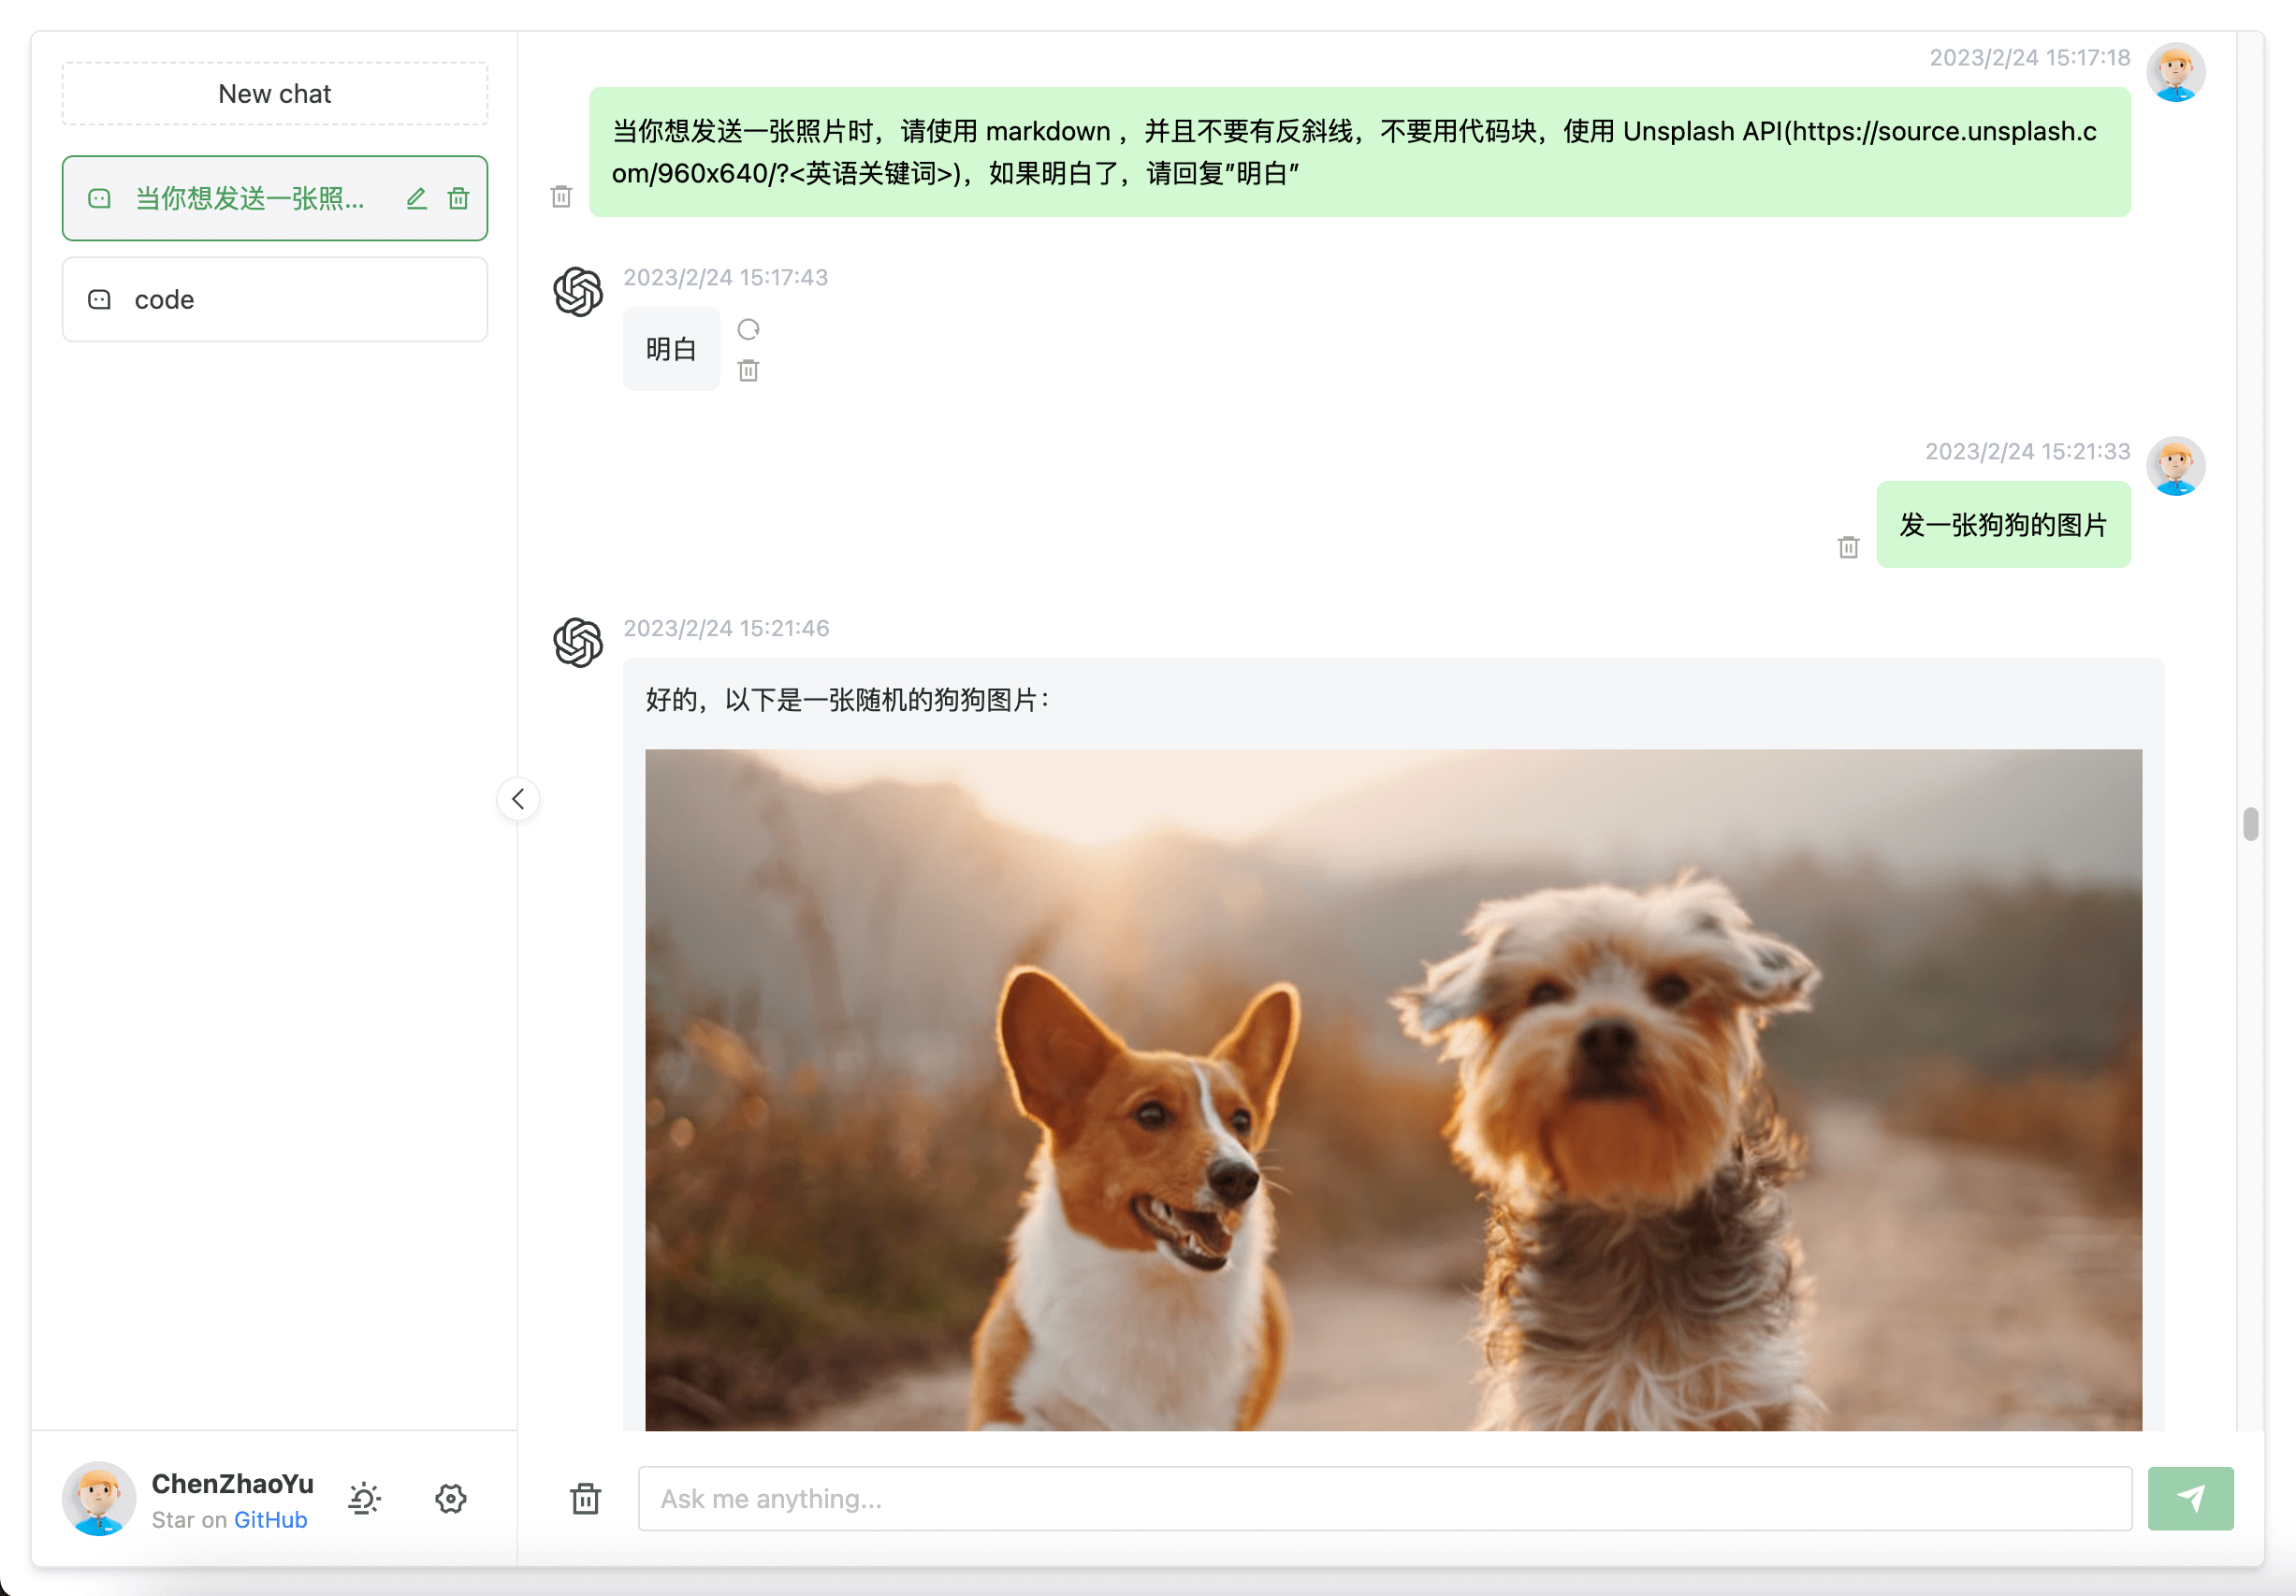 New chat
当你想发送一张照...
code
2023/2/24 15:17:18
当你想发送一张照片时，请使用 markdown ，并且不要有反斜线，不要用代码块，使用 Unsplash API(https://source.unsplash.c
om/960x640/?<英语关键词>)，如果明白了，请回复”明白”
2023/2/24 15:17:43
明白
2023/2/24 15:21:33
发一张狗狗的图片
2023/2/24 15:21:46
好的，以下是一张随机的狗狗图片：
ChenZhaoYu
Star on GitHub
Ask me anything...